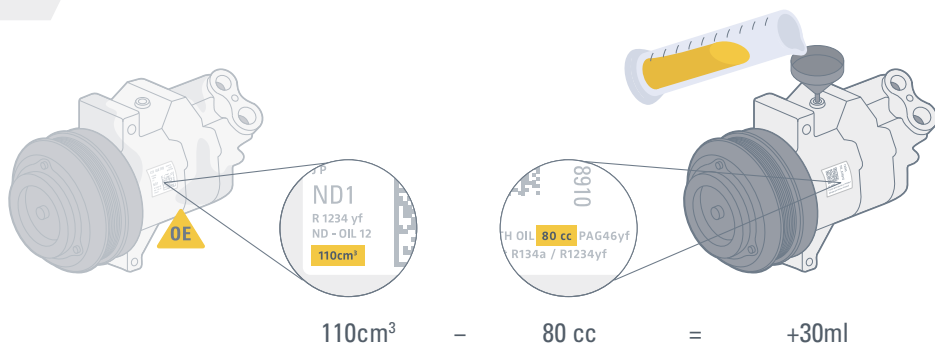 OE
J P
ND1
R 1234 yf
ND - OIL 12
110cm³
8910
TH OIL 80 cc PAG46yf
R134a / R1234yf
110cm³ – 80 cc = +30ml